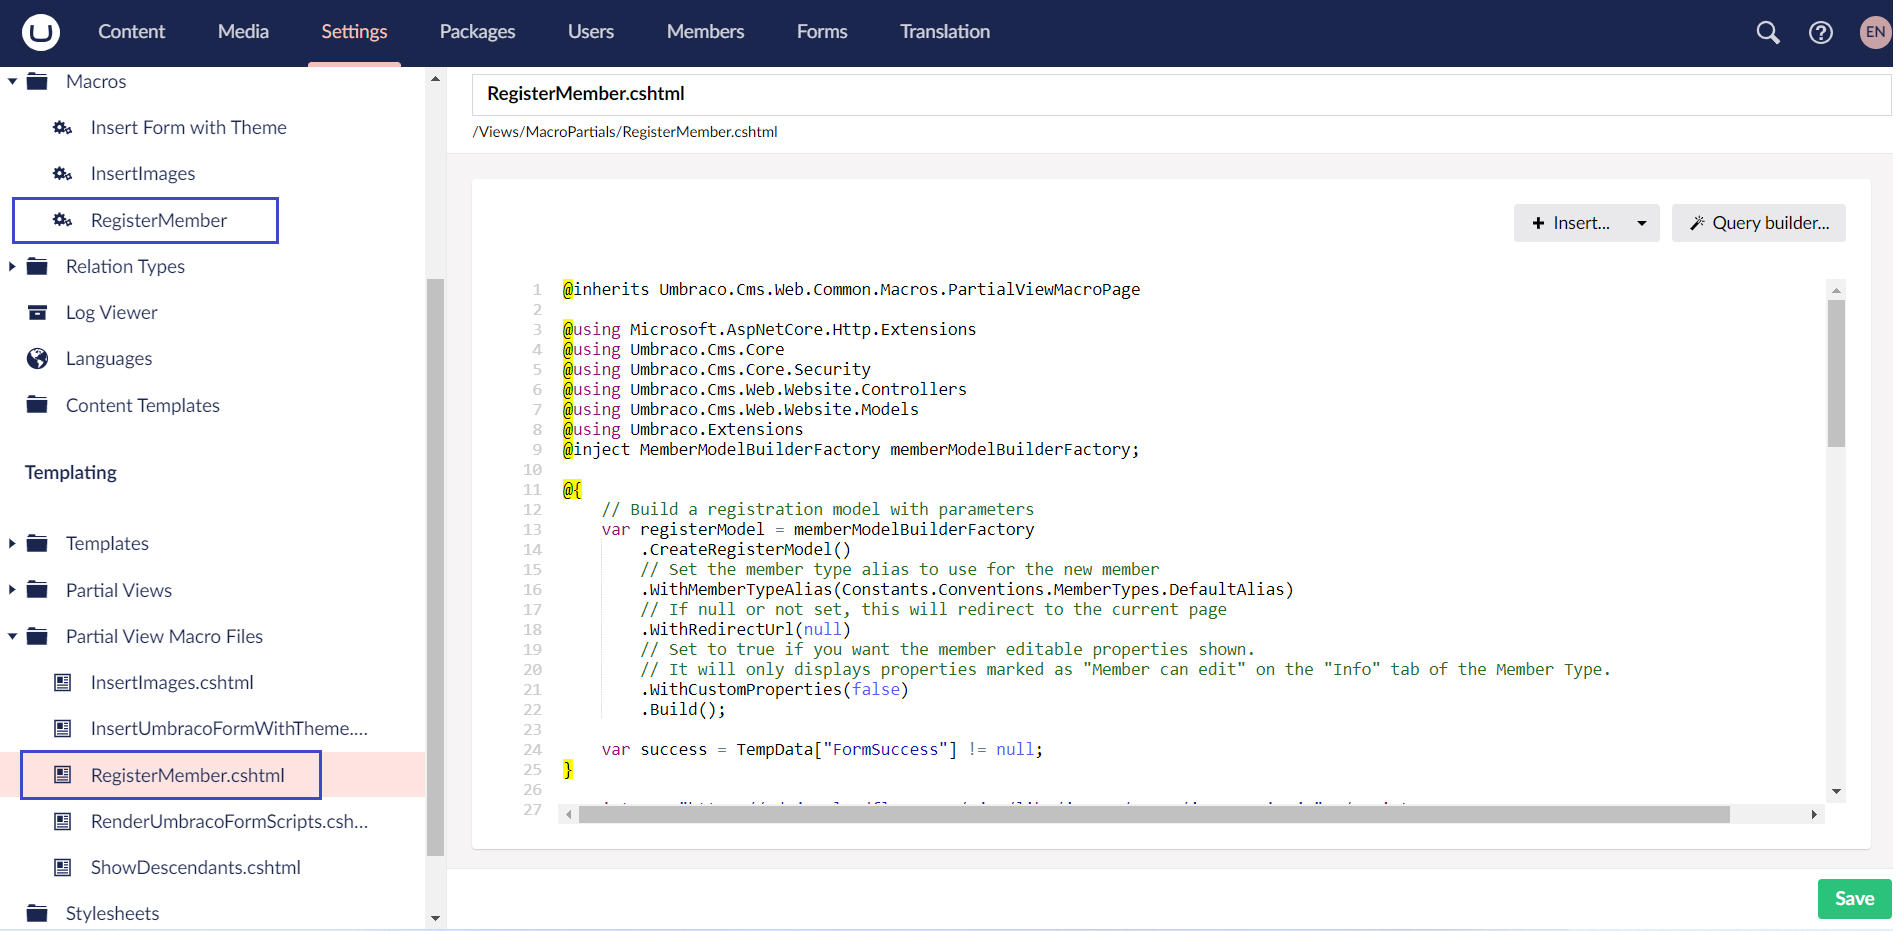 Content Media Settings Packages Users Members Forms Translation EN
Macros
Insert Form with Theme
InsertImages
RegisterMember
Relation Types
Log Viewer
Languages
Content Templates
Templating
Templates
Partial Views
Partial View Macro Files
InsertImages.cshtml
InsertUmbracoFormWithTheme....
RegisterMember.cshtml
RenderUmbracoFormScripts.csh...
ShowDescendants.cshtml
Stylesheets
RegisterMember.cshtml
/Views/MacroPartials/RegisterMember.cshtml
Insert... Query builder...
1 @inherits Umbraco.Cms.Web.Common.Macros.PartialViewMacroPage
2
3 @using Microsoft.AspNetCore.Http.Extensions
4 @using Umbraco.Cms.Core
5 @using Umbraco.Cms.Core.Security
6 @using Umbraco.Cms.Web.Website.Controllers
7 @using Umbraco.Cms.Web.Website.Models
8 @using Umbraco.Extensions
9 @inject MemberModelBuilderFactory memberModelBuilderFactory;
10
11 @{
12 // Build a registration model with parameters
13 var registerModel = memberModelBuilderFactory
14 .CreateRegisterModel()
15 // Set the member type alias to use for the new member
16 .WithMemberTypeAlias(Constants.Conventions.MemberTypes.DefaultAlias)
17 // If null or not set, this will redirect to the current page
18 .WithRedirectUrl(null)
19 // Set to true if you want the member editable properties shown.
20 // It will only displays properties marked as "Member can edit" on the "Info" tab of the Member Type.
21 .WithCustomProperties(false)
22 .Build();
23
24 var success = TempData["FormSuccess"] != null;
25 }
26
27
Save